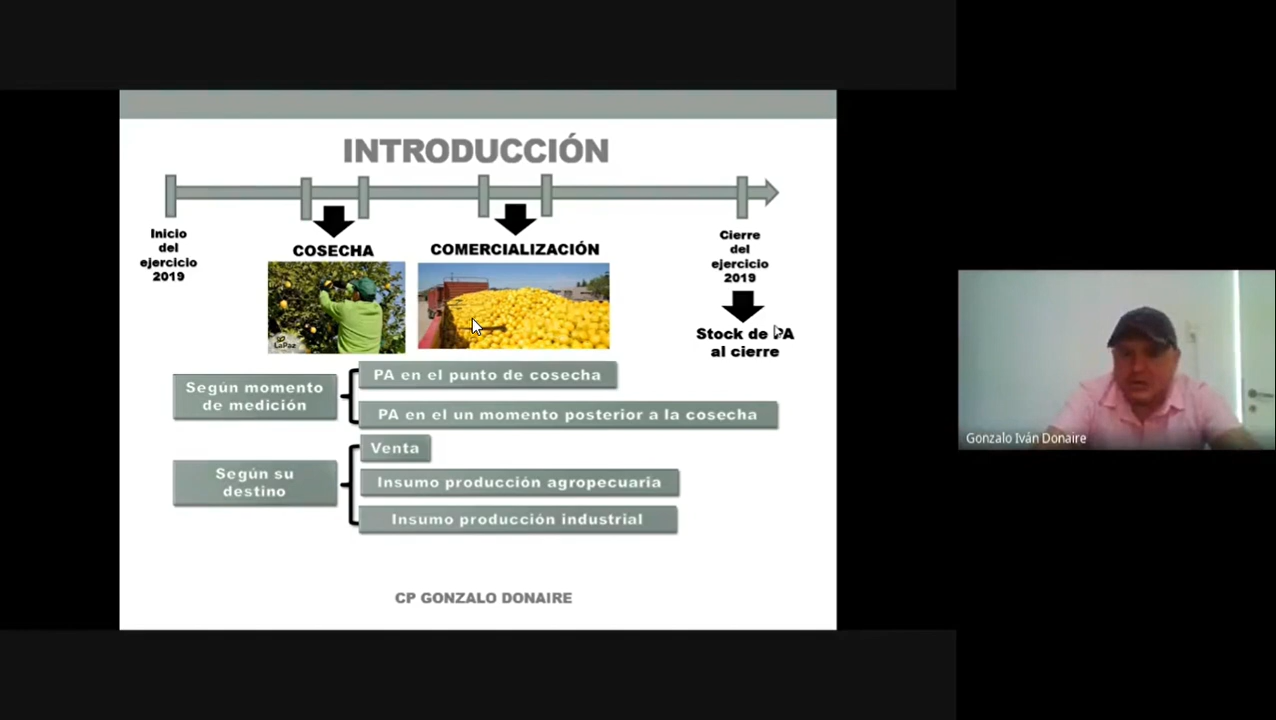 INTRODUCCIÓN
Inicio
del
ejercicio
2019
COSECHA
COMERCIALIZACIÓN
Cierre
del
ejercicio
2019
LaPaz
Stock de PA
al cierre
Según momento
de medición
PA en el punto de cosecha
PA en el un momento posterior a la cosecha
Según su
destino
Venta
Insumo producción agropecuaria
Insumo producción industrial
CP GONZALO DONAIRE
Gonzalo Iván Donaire